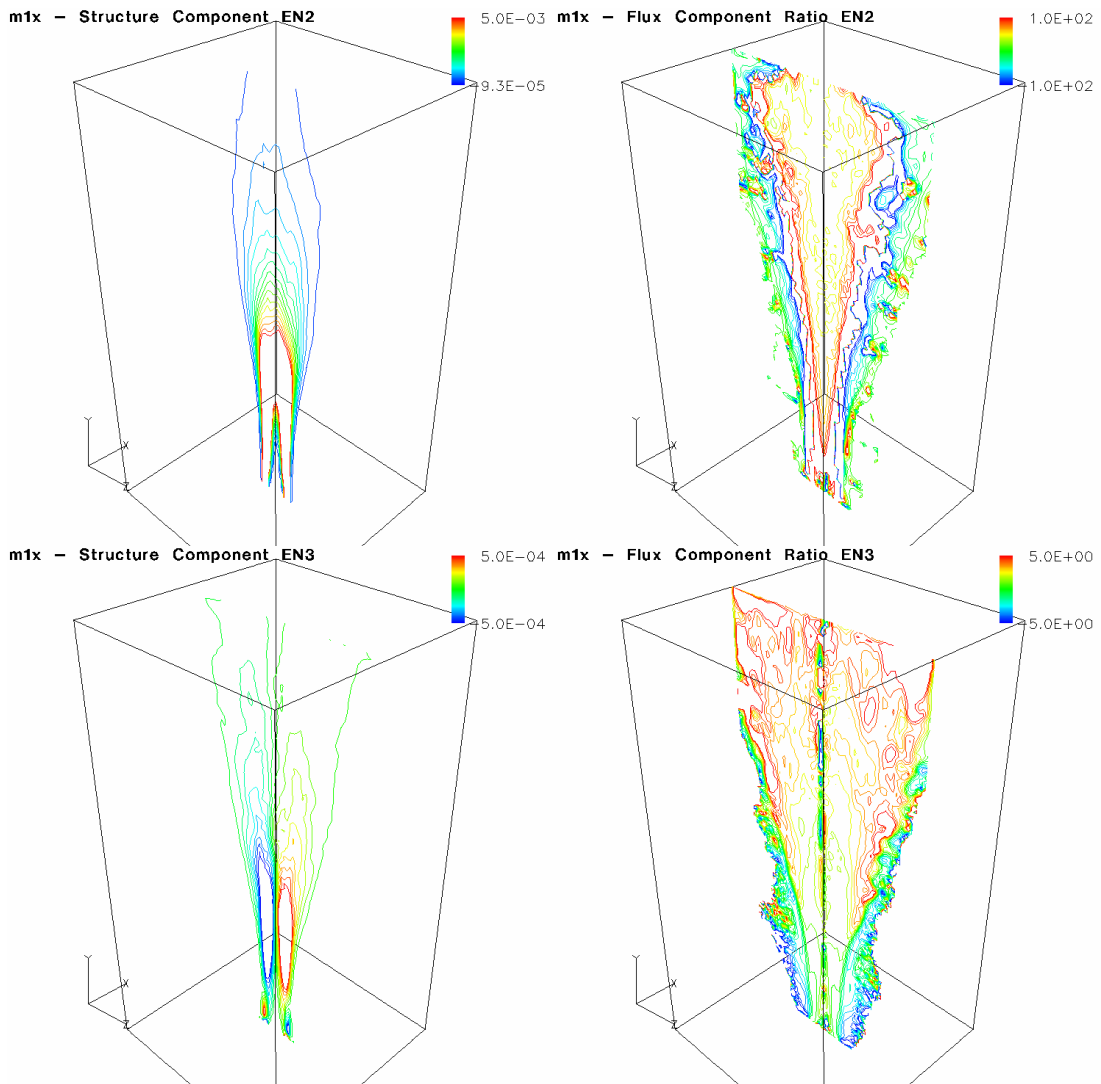 m1x − Structure Component EN2
5.0E−03
9.3E−05
Y
X
Z
m1x − Flux Component Ratio EN2
1.0E+02
1.0E+02
Y
X
Z
m1x − Structure Component EN3
5.0E−04
5.0E−04
Y
X
Z
m1x − Flux Component Ratio EN3
5.0E+00
5.0E+00
Y
X
Z